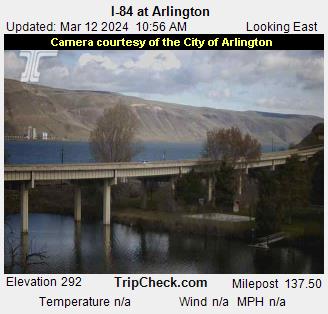 I-84 at Arlington
Updated: Mar 12 2024 10:56 AM Looking East
Camera courtesy of the City of Arlington
Elevation 292 TripCheck.com Milepost 137.50
Temperature n/a Wind n/a MPH n/a